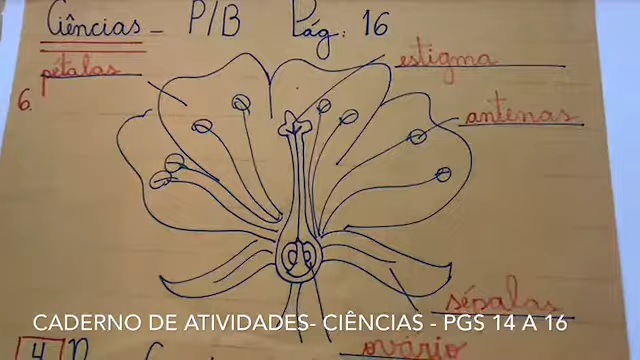 Ciências - P/B Pág: 16
estigma
pétalas
6.
antenas
sépalas
CADERNO DE ATIVIDADES- CIÊNCIAS - PGS 14 A 16
ovário
4